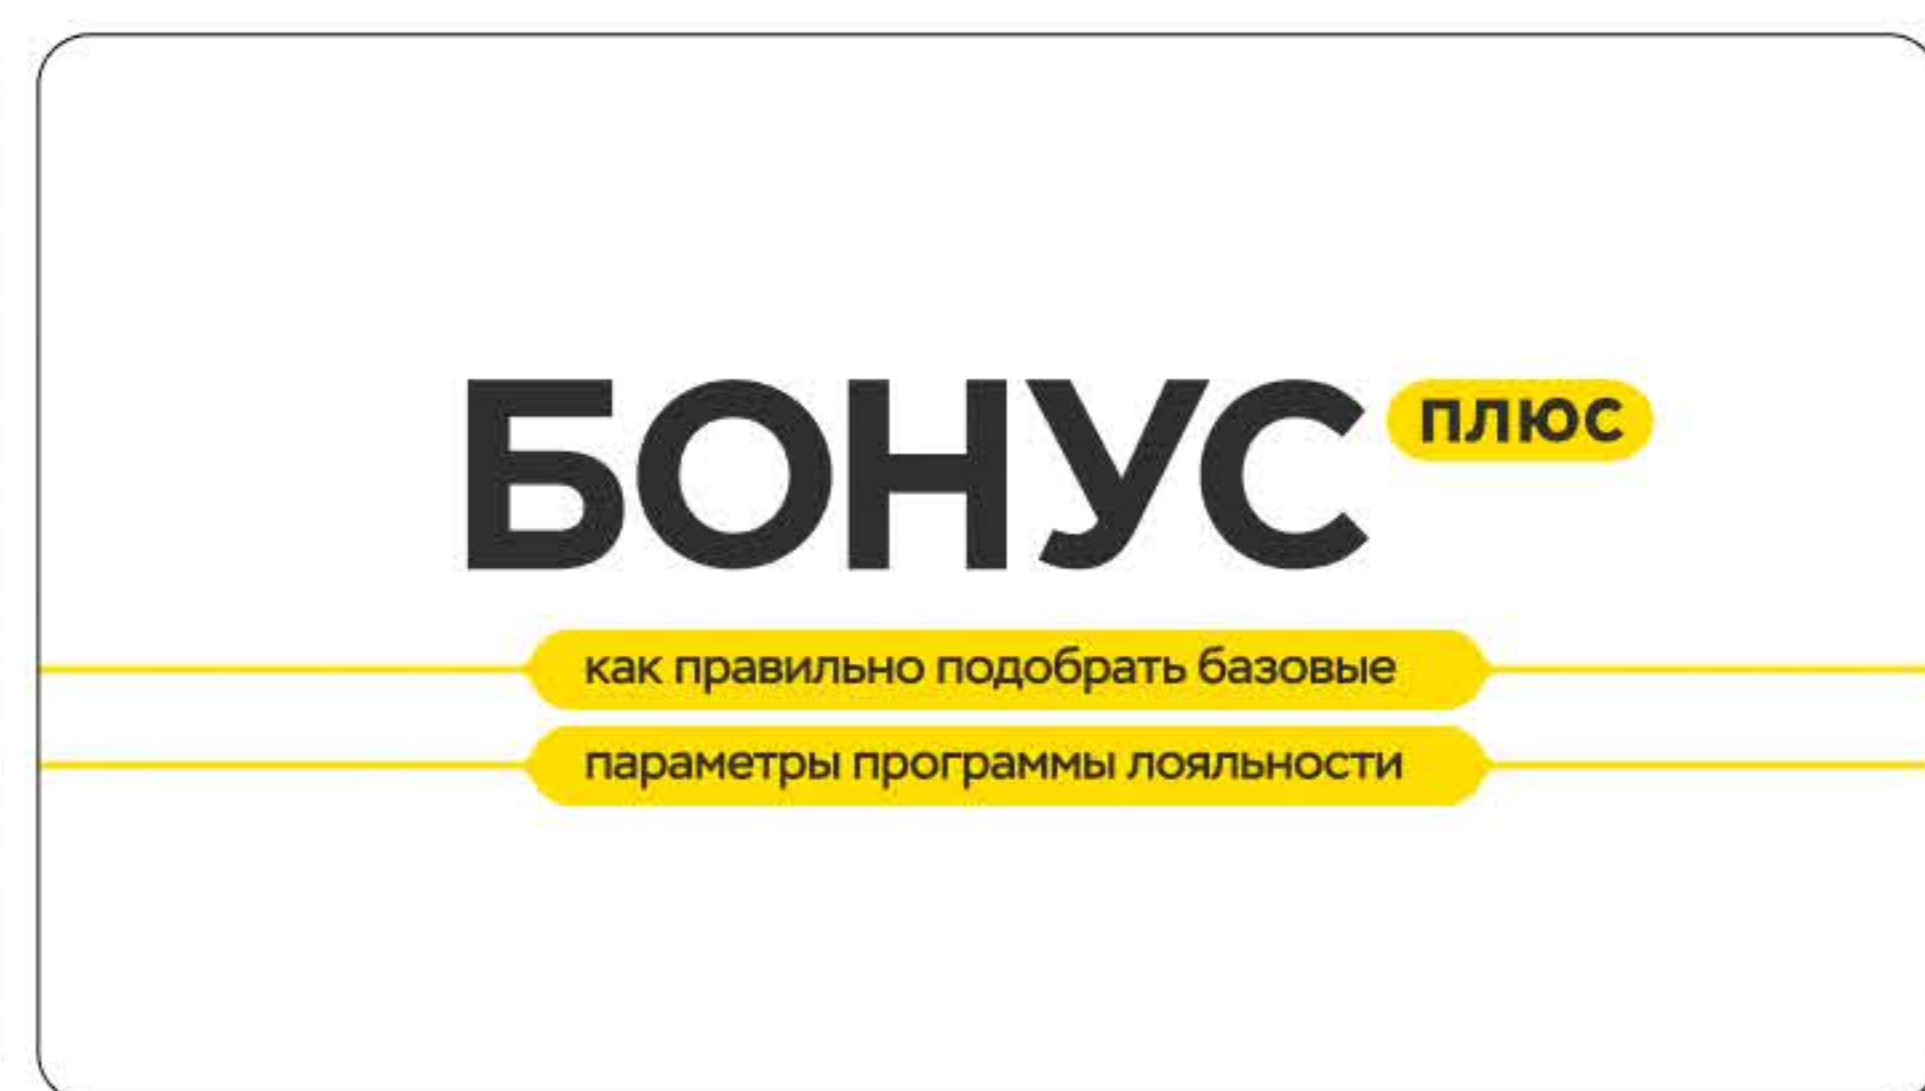 БОНУС плюс
как правильно подобрать базовые
параметры программы лояльности